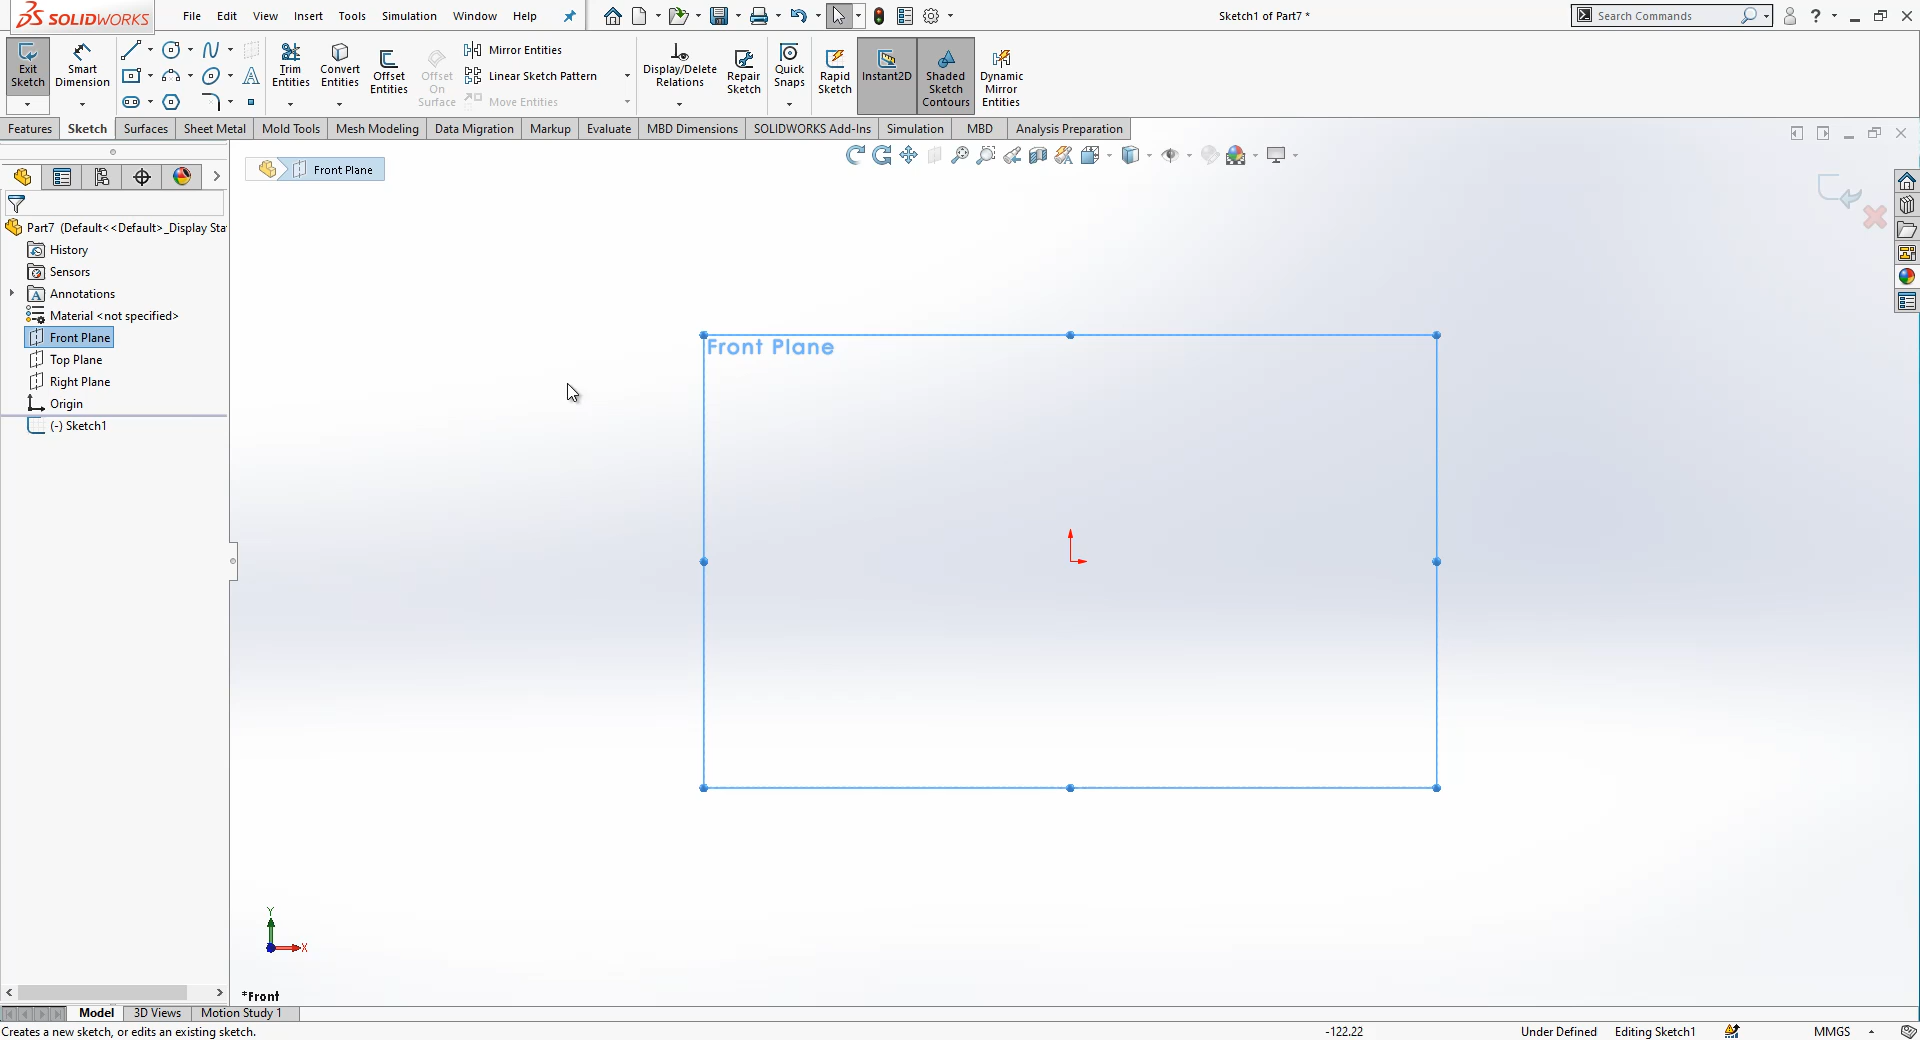 SOLIDWORKS File Edit View Insert Tools Simulation Window Help Sketch1 of Part7 * Search Commands ?
Exit Sketch
Smart Dimension
Trim Entities
Convert Entities
Offset Entities
Offset On Surface
Mirror Entities
Linear Sketch Pattern
Move Entities
Display/Delete Relations
Repair Sketch
Quick Snaps
Rapid Sketch
Instant2D
Shaded Sketch Contours
Dynamic Mirror Entities
Features Sketch Surfaces Sheet Metal Mold Tools Mesh Modeling Data Migration Markup Evaluate MBD Dimensions SOLIDWORKS Add-Ins Simulation MBD Analysis Preparation
Front Plane
Part7 (Default<<Default>_Display Sta
History
Sensors
Annotations
Material <not specified>
Front Plane
Top Plane
Right Plane
Origin
(-) Sketch1
Front Plane
Y
X
*Front
Model 3D Views Motion Study 1
Creates a new sketch, or edits an existing sketch. -122.22 Under Defined Editing Sketch1 MMGS